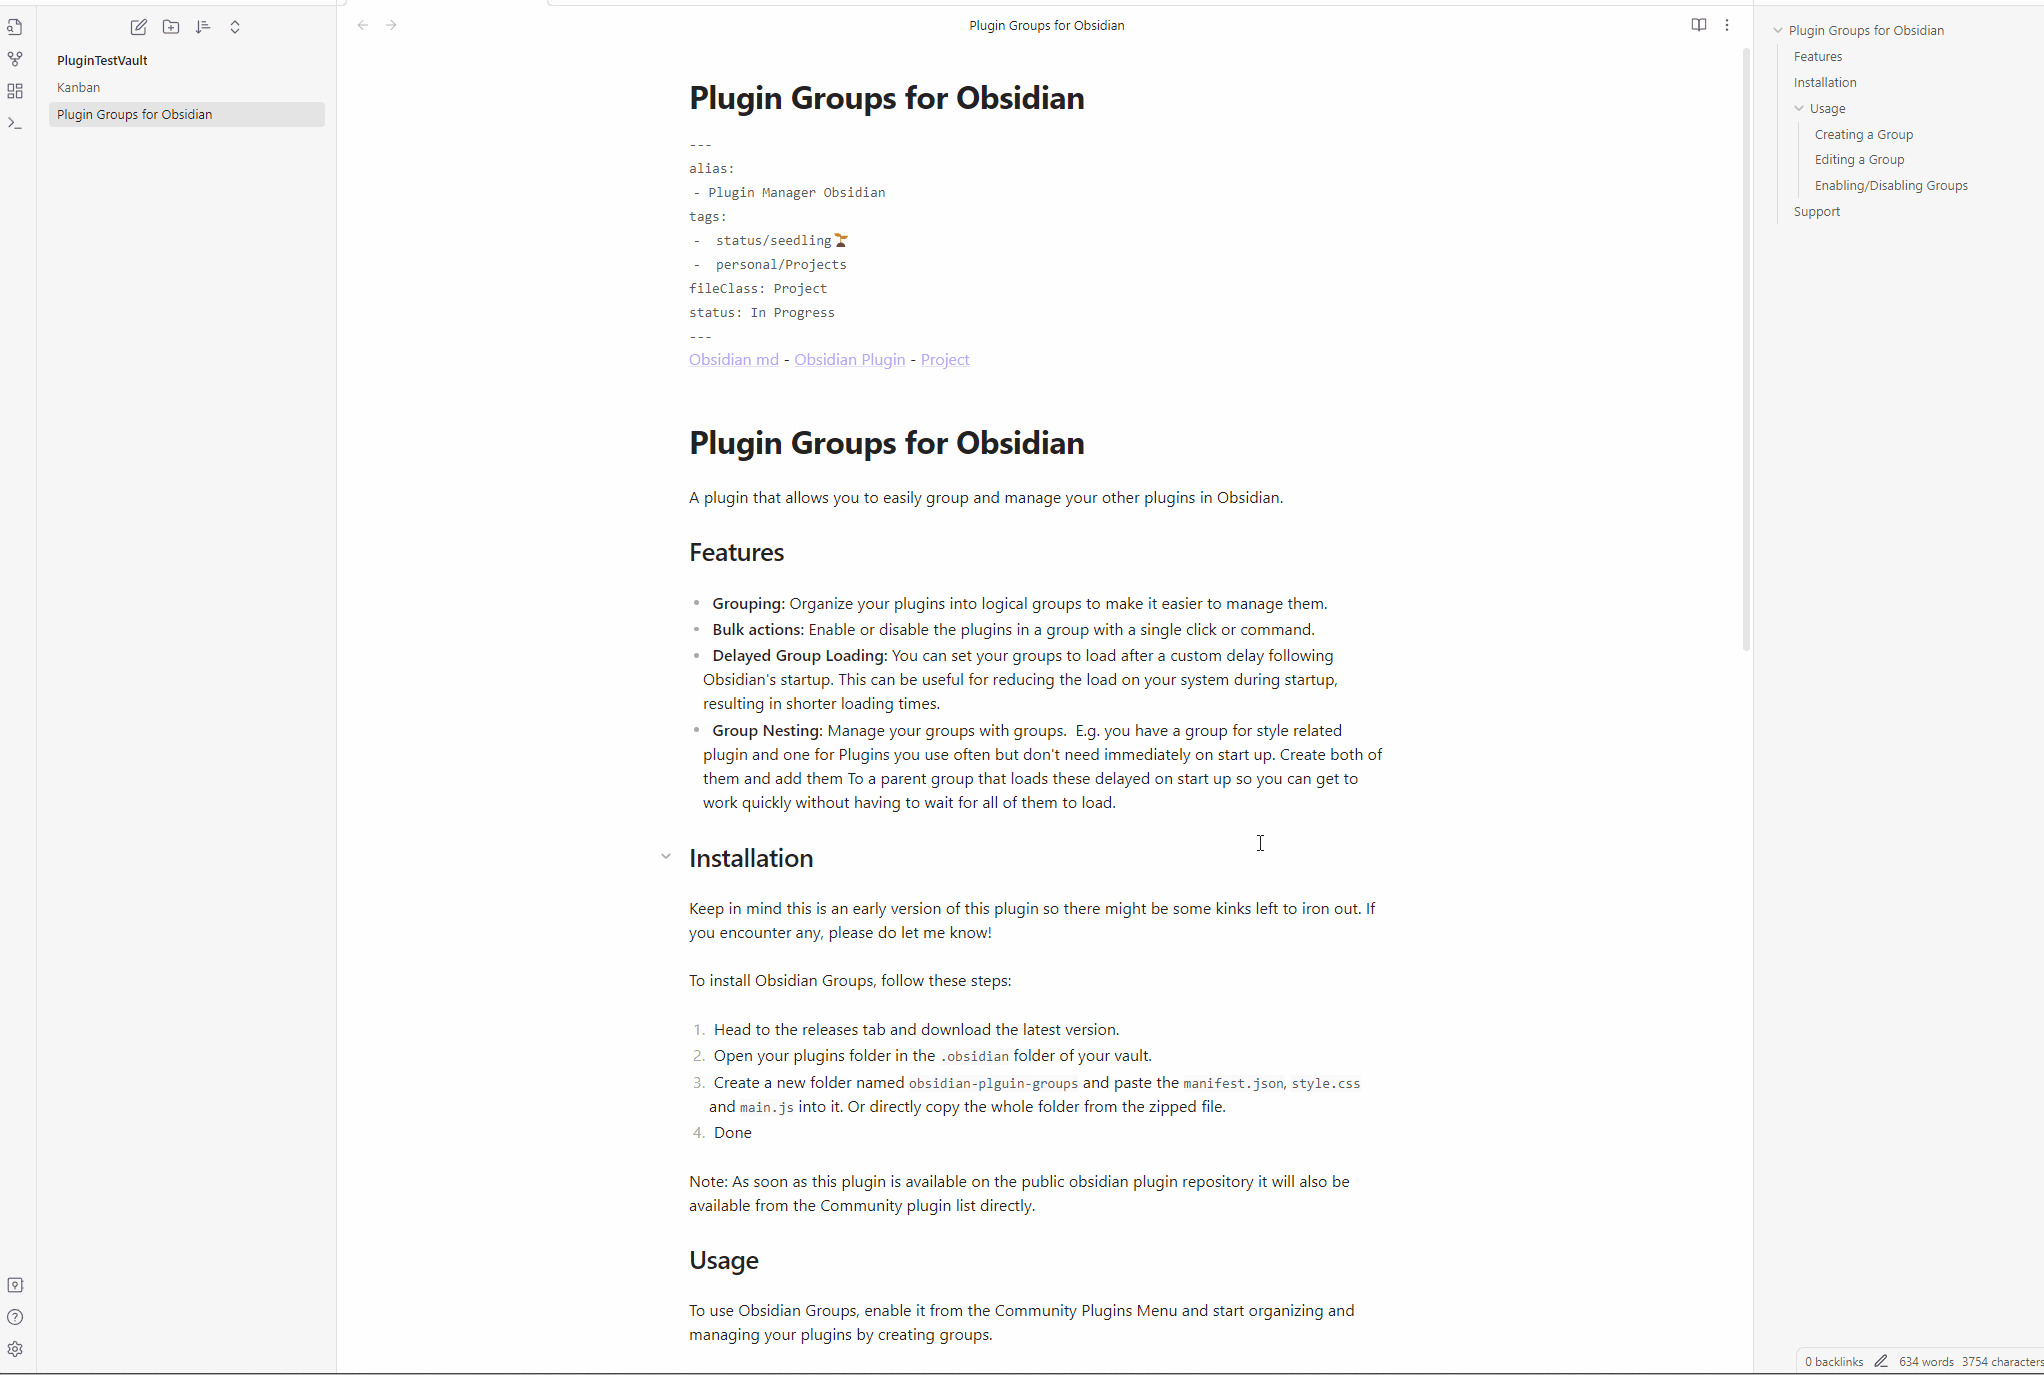 PluginTestVault
Kanban
Plugin Groups for Obsidian
Plugin Groups for Obsidian
Plugin Groups for Obsidian
---
alias:
- Plugin Manager Obsidian
tags:
- status/seedling🌱
- personal/Projects
fileClass: Project
status: In Progress
---
Obsidian md - Obsidian Plugin - Project
Plugin Groups for Obsidian
A plugin that allows you to easily group and manage your other plugins in Obsidian.
Features
• Grouping: Organize your plugins into logical groups to make it easier to manage them.
• Bulk actions: Enable or disable the plugins in a group with a single click or command.
• Delayed Group Loading: You can set your groups to load after a custom delay following
Obsidian's startup. This can be useful for reducing the load on your system during startup,
resulting in shorter loading times.
• Group Nesting: Manage your groups with groups. E.g. you have a group for style related
plugin and one for Plugins you use often but don't need immediately on start up. Create both of
them and add them To a parent group that loads these delayed on start up so you can get to
work quickly without having to wait for all of them to load.
Installation
Keep in mind this is an early version of this plugin so there might be some kinks left to iron out. If
you encounter any, please do let me know!
To install Obsidian Groups, follow these steps:
1. Head to the releases tab and download the latest version.
2. Open your plugins folder in the .obsidian folder of your vault.
3. Create a new folder named obsidian-plguin-groups and paste the manifest.json, style.css
and main.js into it. Or directly copy the whole folder from the zipped file.
4. Done
Note: As soon as this plugin is available on the public obsidian plugin repository it will also be
available from the Community plugin list directly.
Usage
To use Obsidian Groups, enable it from the Community Plugins Menu and start organizing and
managing your plugins by creating groups.
Plugin Groups for Obsidian
Features
Installation
Usage
Creating a Group
Editing a Group
Enabling/Disabling Groups
Support
0 backlinks 634 words 3754 characters